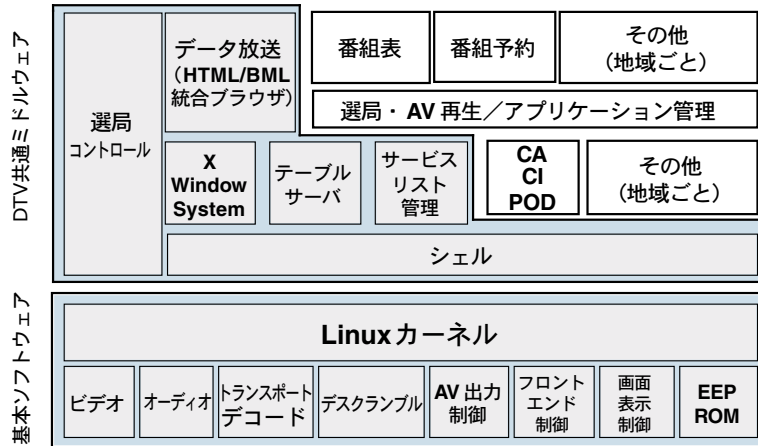 DTV共通ミドルウェア
選局
コントロール
データ放送
（HTML/BML
統合ブラウザ）
番組表
番組予約
その他
（地域ごと）
選局・AV再生／アプリケーション管理
X
Window
System
テーブル
サーバ
サービス
リスト
管理
CA
CI
POD
その他
（地域ごと）
シェル
基本ソフトウェア
Linuxカーネル
ビデオ
オーディオ
トランスポート
デコード
デスクランブル
AV出力
制御
フロント
エンド
制御
画面
表示
制御
EEP
ROM